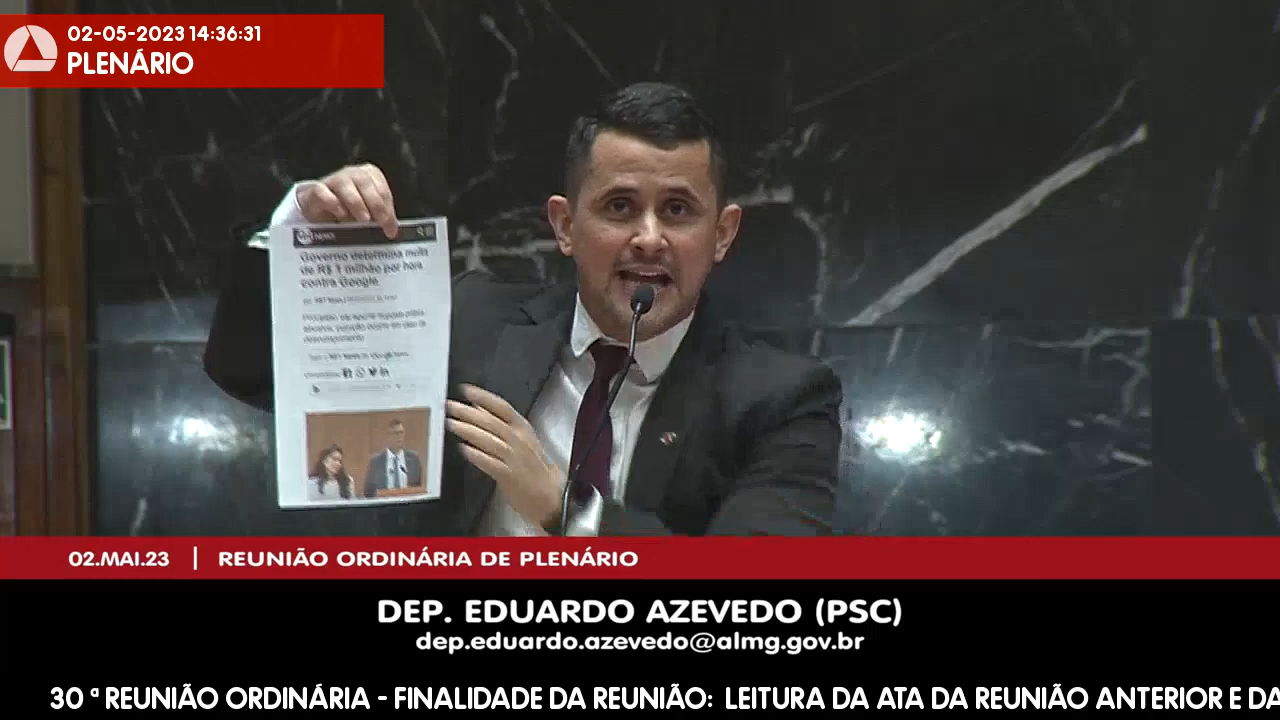 02-05-2023 14:36:31
PLENÁRIO
Governo determina multa
de R$ 1 milhão por hora
contra Google
02.MAI.23 | REUNIÃO ORDINÁRIA DE PLENÁRIO
DEP. EDUARDO AZEVEDO (PSC)
dep.eduardo.azevedo@almg.gov.br
30 ª REUNIÃO ORDINÁRIA - FINALIDADE DA REUNIÃO: LEITURA DA ATA DA REUNIÃO ANTERIOR E DA